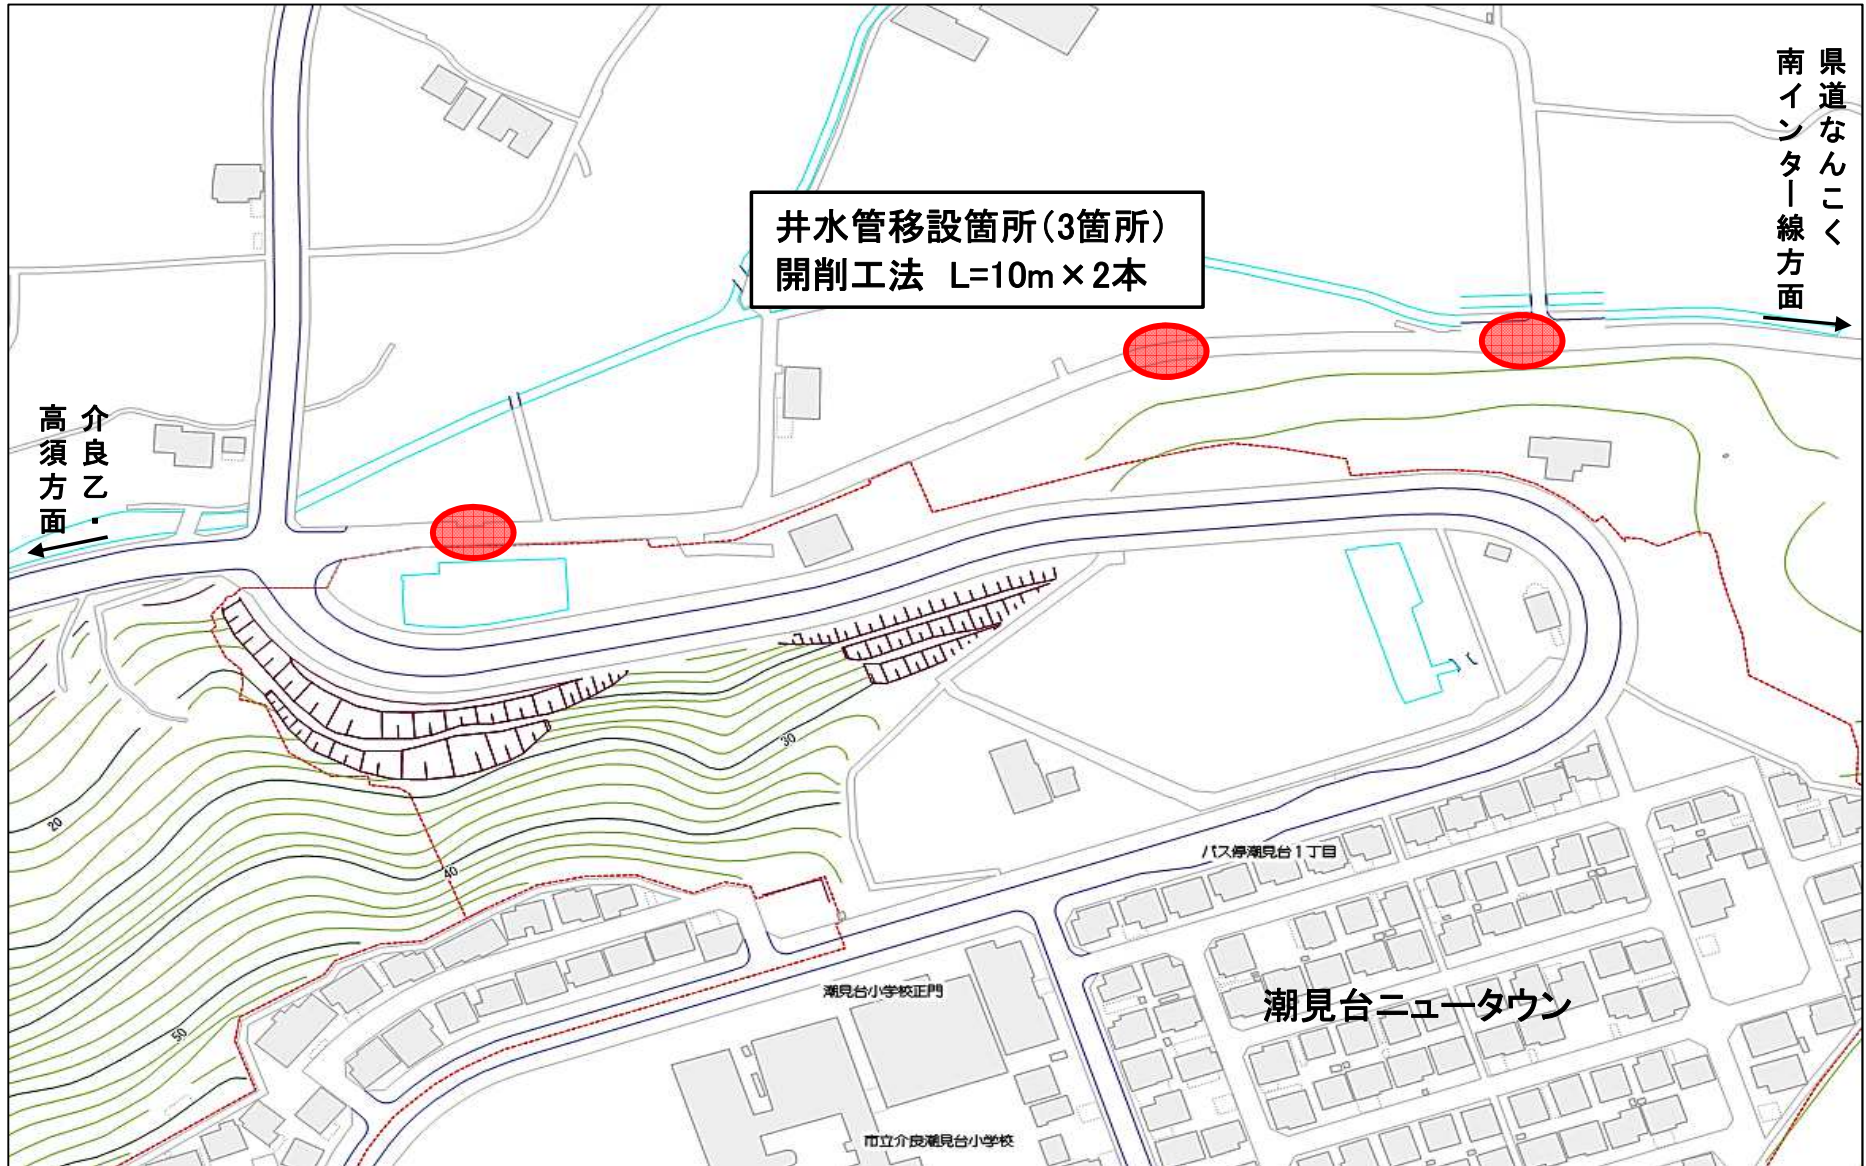 県道なんこく
南インター線方面
井水管移設箇所(3箇所)
開削工法 L=10m×2本
介良乙・
高須方面
30
20
40
50
バス停潮見台1丁目
潮見台小学校正門
潮見台ニュータウン
市立介良潮見台小学校